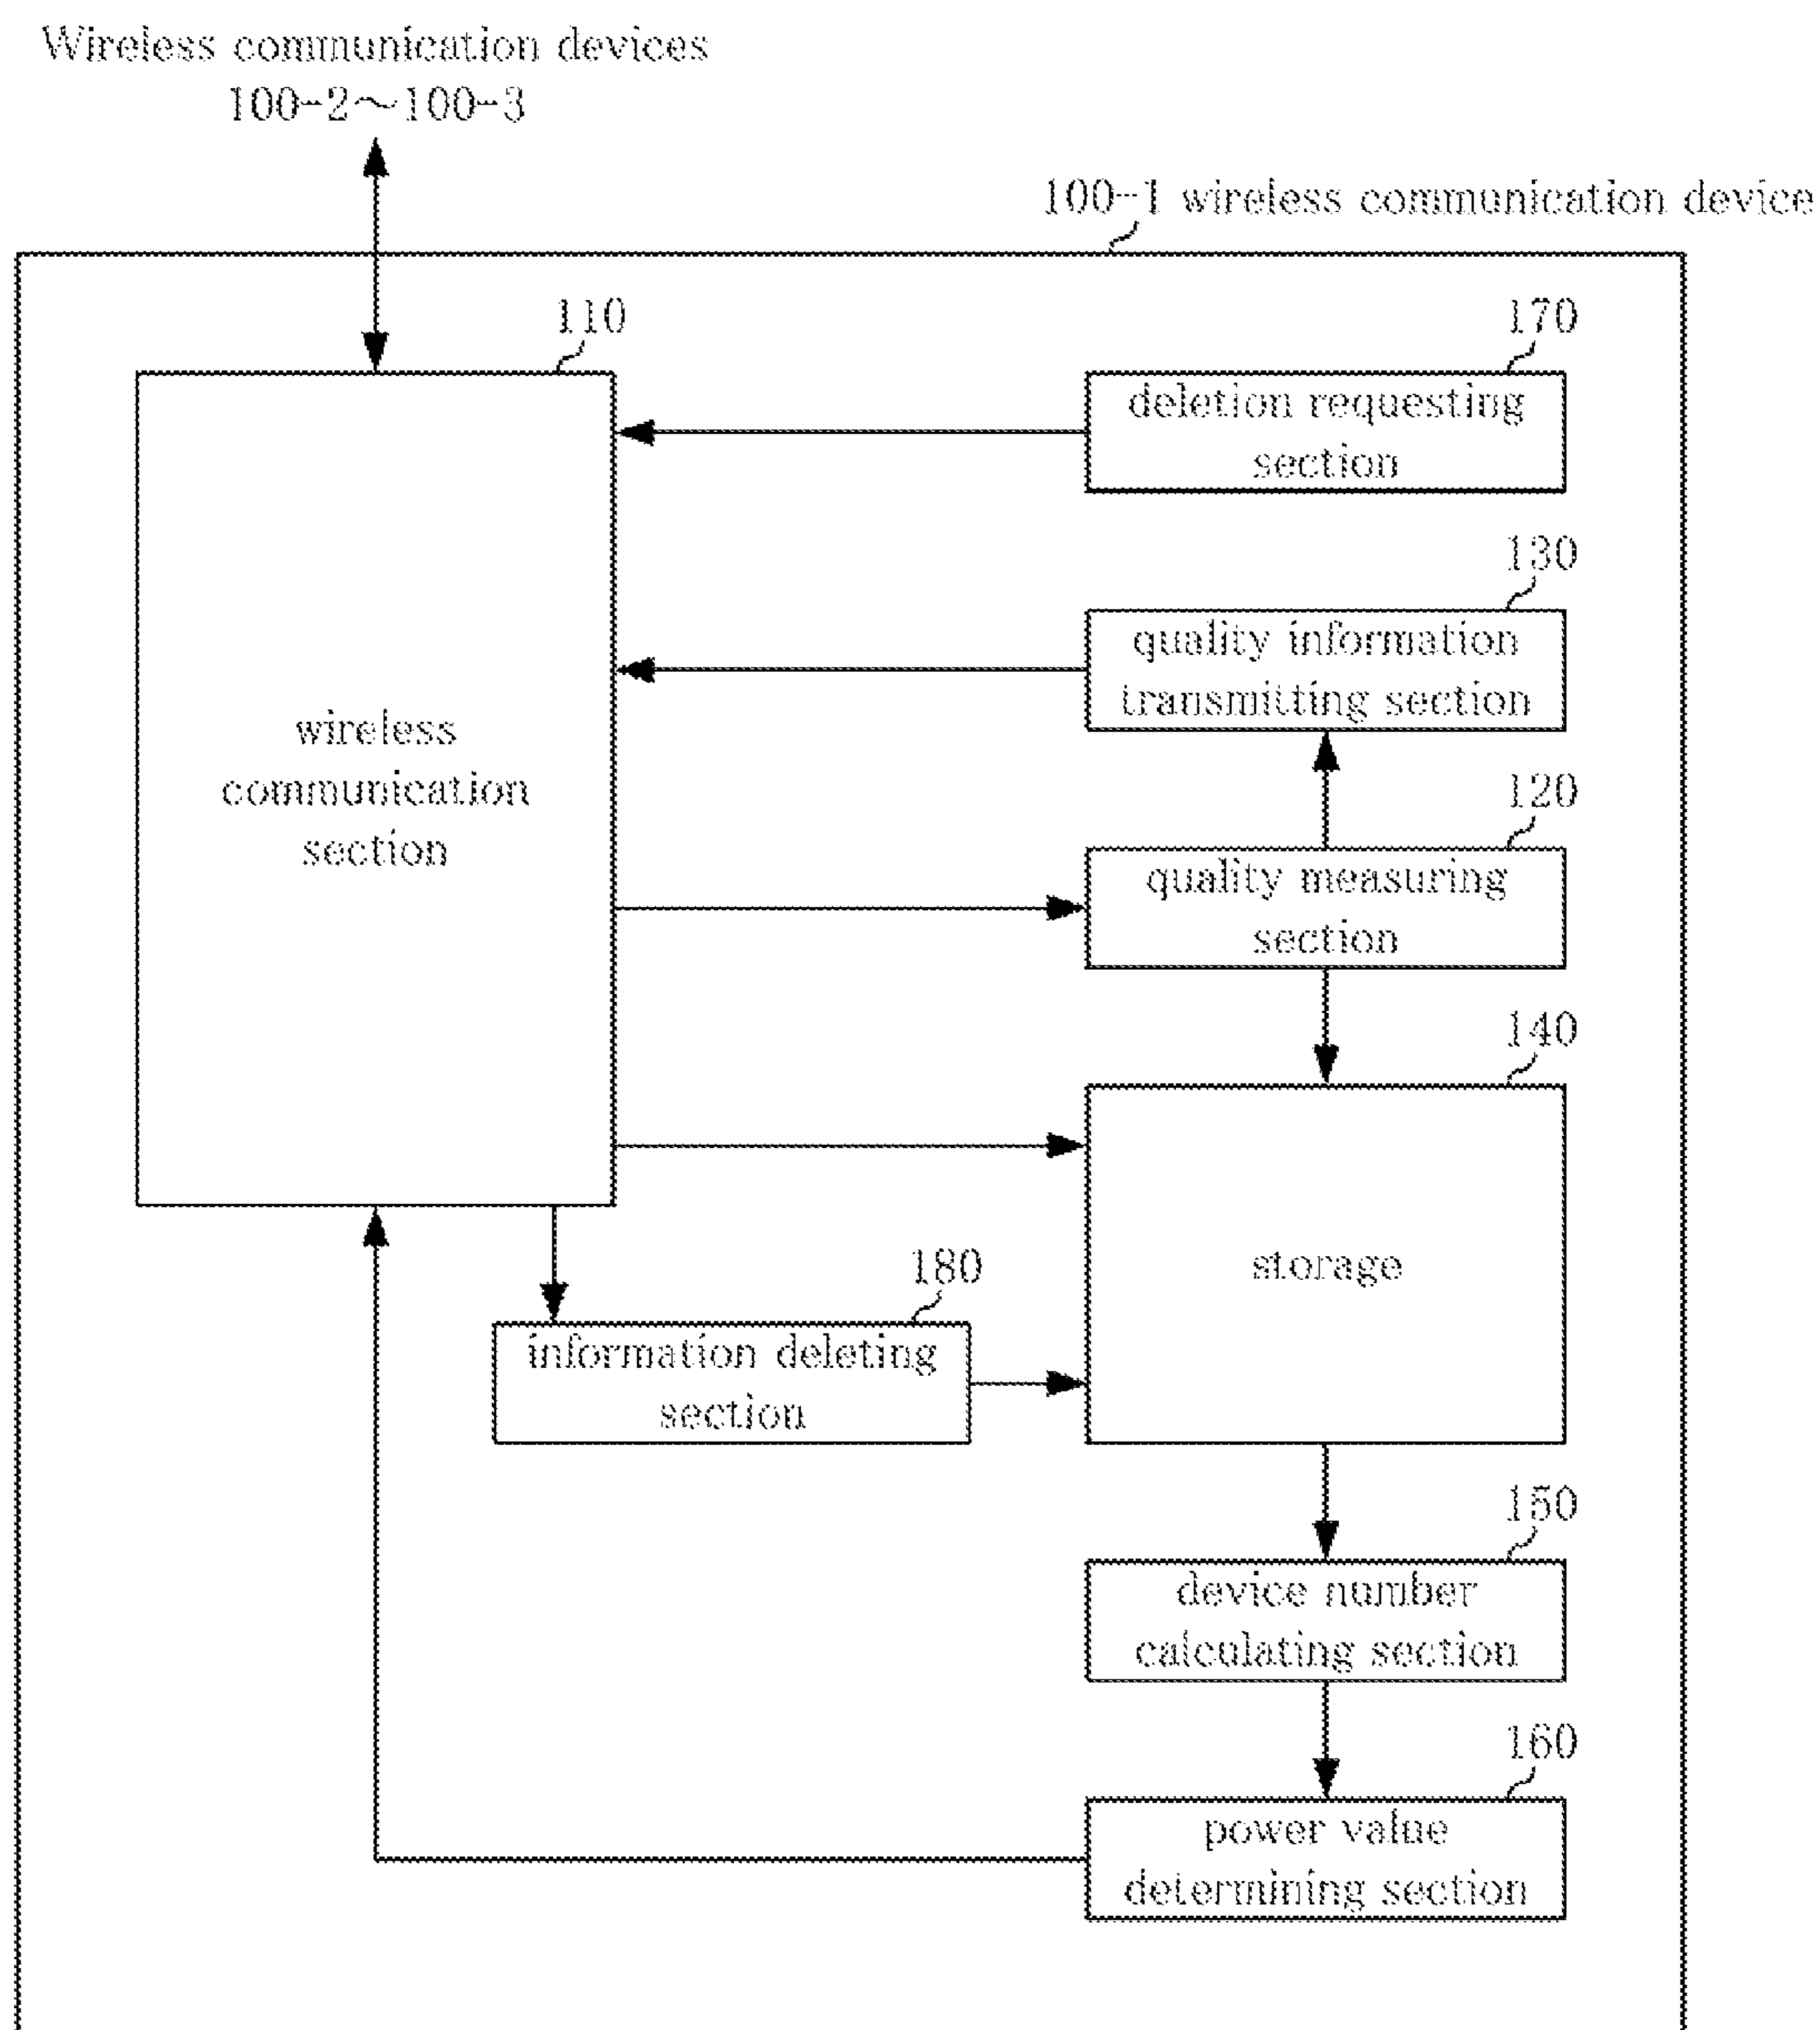 Wireless communication devices
100-2～100-3
100-1 wireless communication device
110
170
deletion requesting
section
130
quality information
transmitting section
wireless
communication
section
120
quality measuring
section
140
storage
180
information deleting
section
150
device number
calculating section
160
power value
determining section